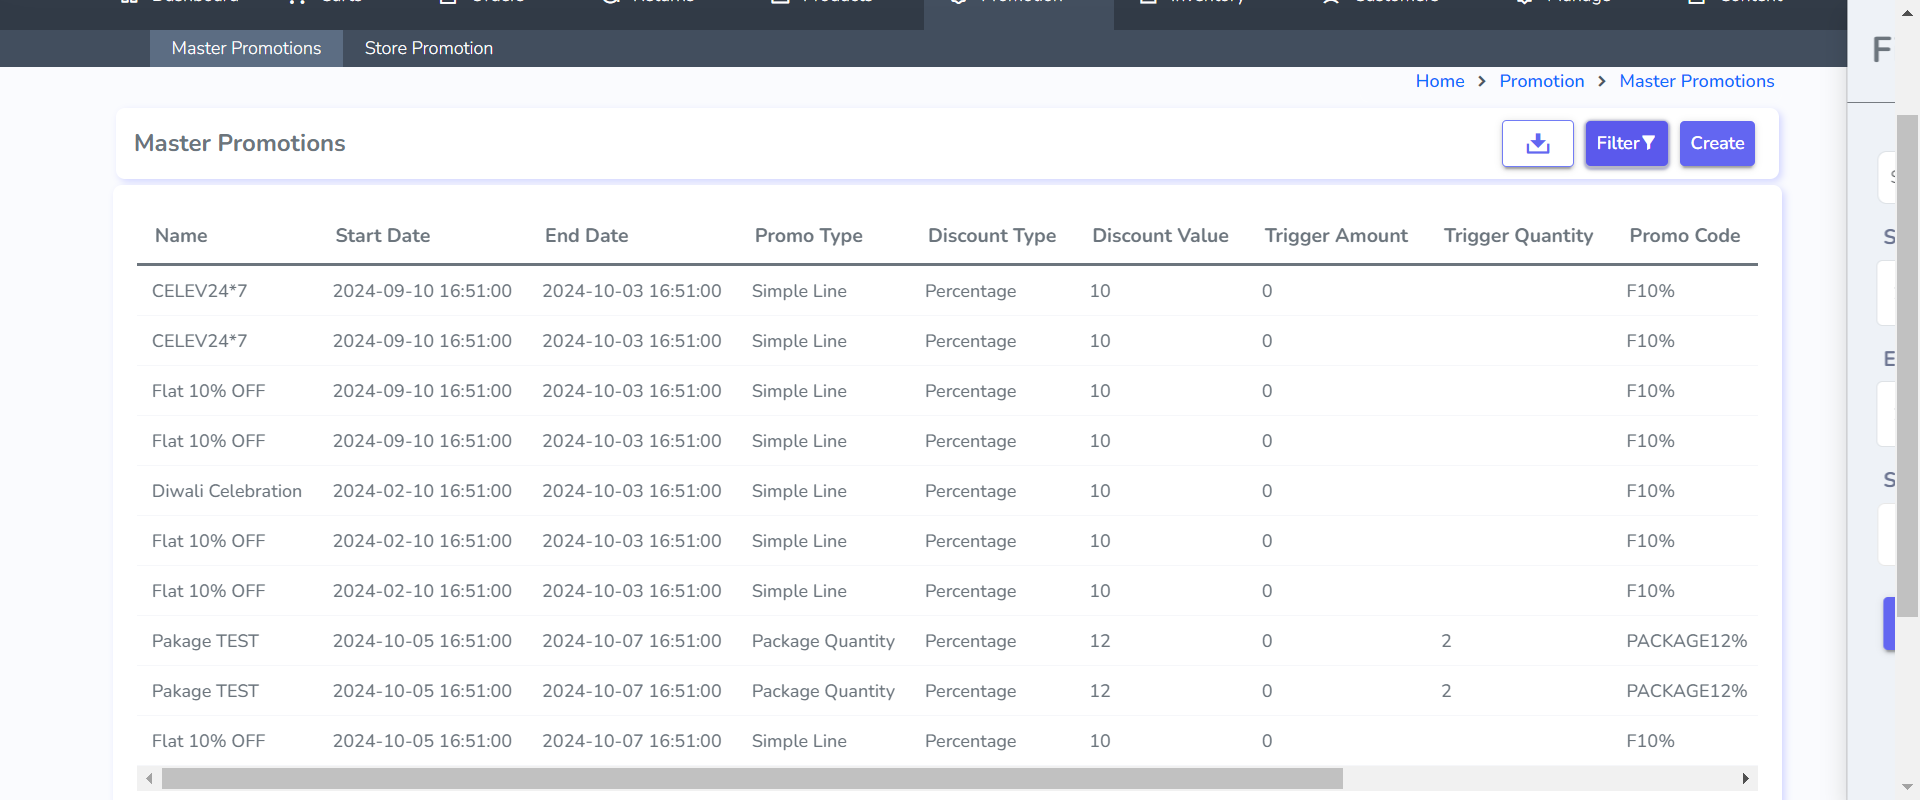 Dashboard Carts Orders Returns Products Promotion Inventory Customers Manage Content
Master Promotions Store Promotion
Home > Promotion > Master Promotions
Master Promotions Filter Create
Name Start Date End Date Promo Type Discount Type Discount Value Trigger Amount Trigger Quantity Promo Code
CELEV24*7 2024-09-10 16:51:00 2024-10-03 16:51:00 Simple Line Percentage 10 0 F10%
CELEV24*7 2024-09-10 16:51:00 2024-10-03 16:51:00 Simple Line Percentage 10 0 F10%
Flat 10% OFF 2024-09-10 16:51:00 2024-10-03 16:51:00 Simple Line Percentage 10 0 F10%
Flat 10% OFF 2024-09-10 16:51:00 2024-10-03 16:51:00 Simple Line Percentage 10 0 F10%
Diwali Celebration 2024-02-10 16:51:00 2024-10-03 16:51:00 Simple Line Percentage 10 0 F10%
Flat 10% OFF 2024-02-10 16:51:00 2024-10-03 16:51:00 Simple Line Percentage 10 0 F10%
Flat 10% OFF 2024-02-10 16:51:00 2024-10-03 16:51:00 Simple Line Percentage 10 0 F10%
Pakage TEST 2024-10-05 16:51:00 2024-10-07 16:51:00 Package Quantity Percentage 12 0 2 PACKAGE12%
Pakage TEST 2024-10-05 16:51:00 2024-10-07 16:51:00 Package Quantity Percentage 12 0 2 PACKAGE12%
Flat 10% OFF 2024-10-05 16:51:00 2024-10-07 16:51:00 Simple Line Percentage 10 0 F10%
F
S
E
S